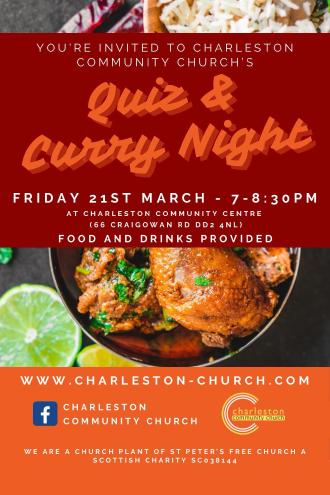 YOU'RE INVITED TO CHARLESTON
COMMUNITY CHURCH'S
Quiz &
Curry Night
FRIDAY 21ST MARCH - 7-8:30PM
AT CHARLESTON COMMUNITY CENTRE
(66 CRAIGOWAN RD DD2 4NL)
FOOD AND DRINKS PROVIDED
WWW.CHARLESTON-CHURCH.COM
CHARLESTON
COMMUNITY CHURCH
charleston
community church
WE ARE A CHURCH PLANT OF ST PETER'S FREE CHURCH A
SCOTTISH CHARITY SC038144